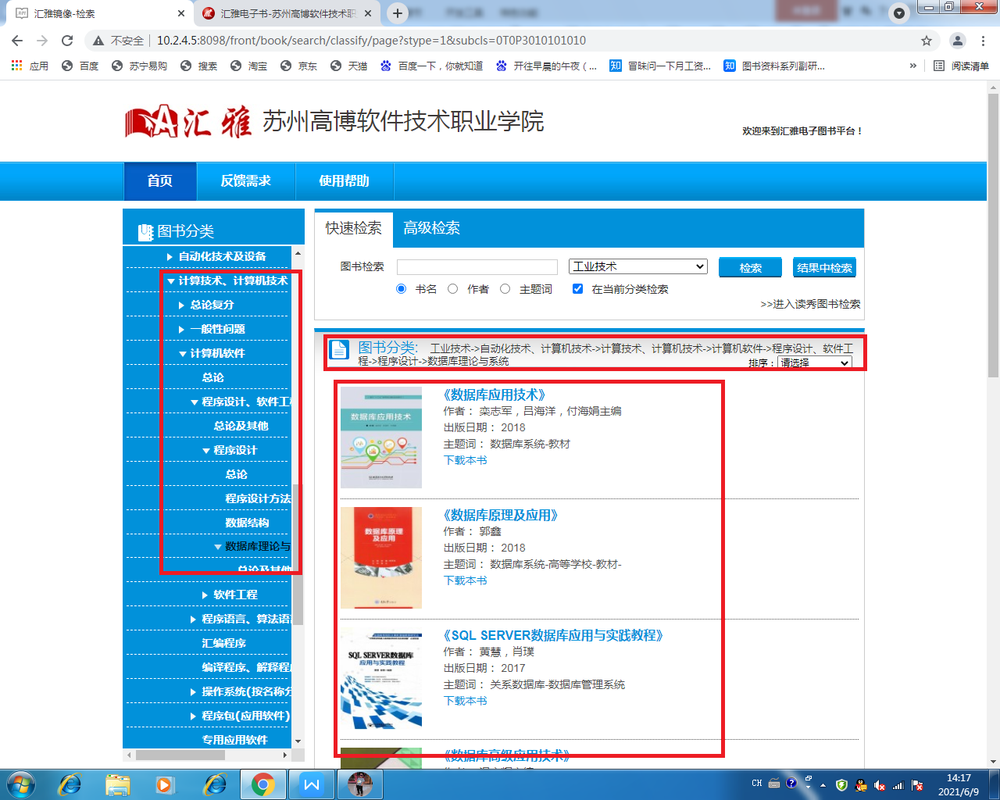 汇雅镜像-检索
汇雅电子书-苏州高博软件技术职
不安全 10.2.4.5:8098/front/book/search/classify/page?stype=1&subcls=0T0P3010101010
应用 百度 苏宁易购 搜索 淘宝 京东 天猫 百度一下，你就知道 开往早晨的午夜（... 知 冒昧问一下月工资... 知 图书资料系列副研... » 阅读清单
汇雅 苏州高博软件技术职业学院
欢迎来到汇雅电子图书平台！
首页 反馈需求 使用帮助
图书分类
自动化技术及设备
计算技术、计算机技术
总论复分
一般性问题
计算机软件
总论
程序设计、软件工程
总论及其他
程序设计
总论
程序设计方法
数据结构
数据库理论与
总论及其他
软件工程
程序语言、算法语言
汇编程序
编译程序、解释程序
操作系统(按名称分
程序包(应用软件)
专用应用软件
快速检索 高级检索
图书检索 工业技术 检索 结果中检索
书名 作者 主题词 在当前分类检索
>>进入读秀图书检索
图书分类: 工业技术->自动化技术、计算机技术->计算技术、计算机技术->计算机软件->程序设计、软件工
程->程序设计->数据库理论与系统
排序： 请选择
数据库应用技术
《数据库应用技术》
作者： 栾志军，吕海洋，付海娟主编
出版日期： 2018
主题词： 数据库系统-教材
下载本书
数据库原理
及应用
《数据库原理及应用》
作者： 郭鑫
出版日期： 2018
主题词： 数据库系统-高等学校-教材-
下载本书
SQL SERVER数据库
应用与实践教程
《SQL SERVER数据库应用与实践教程》
作者： 黄慧，肖璞
出版日期： 2017
主题词： 关系数据库-数据库管理系统
下载本书
《数据库高级应用技术》
CH
14:17
2021/6/9